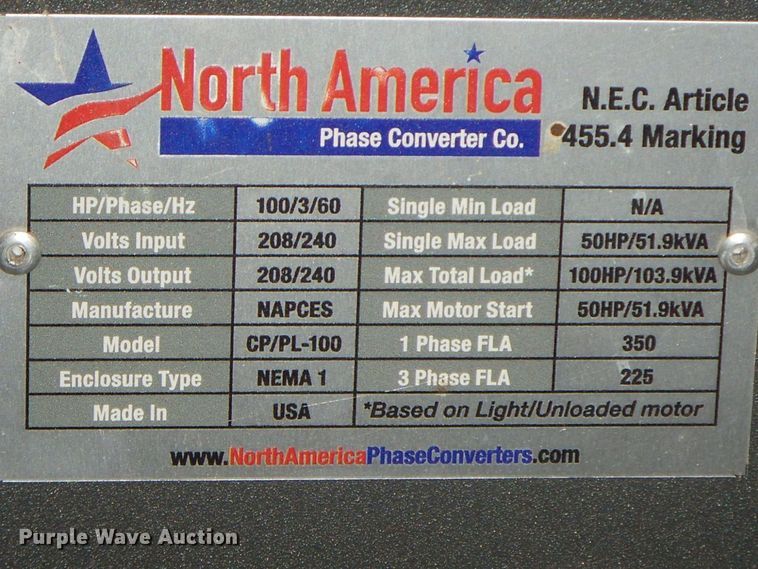 North America
Phase Converter Co.
N.E.C. Article
455.4 Marking
HP/Phase/Hz 100/3/60 Single Min Load N/A
Volts Input 208/240 Single Max Load 50HP/51.9kVA
Volts Output 208/240 Max Total Load* 100HP/103.9kVA
Manufacture NAPCES Max Motor Start 50HP/51.9kVA
Model CP/PL-100 1 Phase FLA 350
Enclosure Type NEMA 1 3 Phase FLA 225
Made In USA *Based on Light/Unloaded motor
www.NorthAmericaPhaseConverters.com
Purple Wave Auction